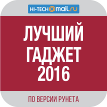 HI-TECH@mail.ru
ЛУЧШИЙ
ГАДЖЕТ
2016
ПО ВЕРСИИ РУНЕТА